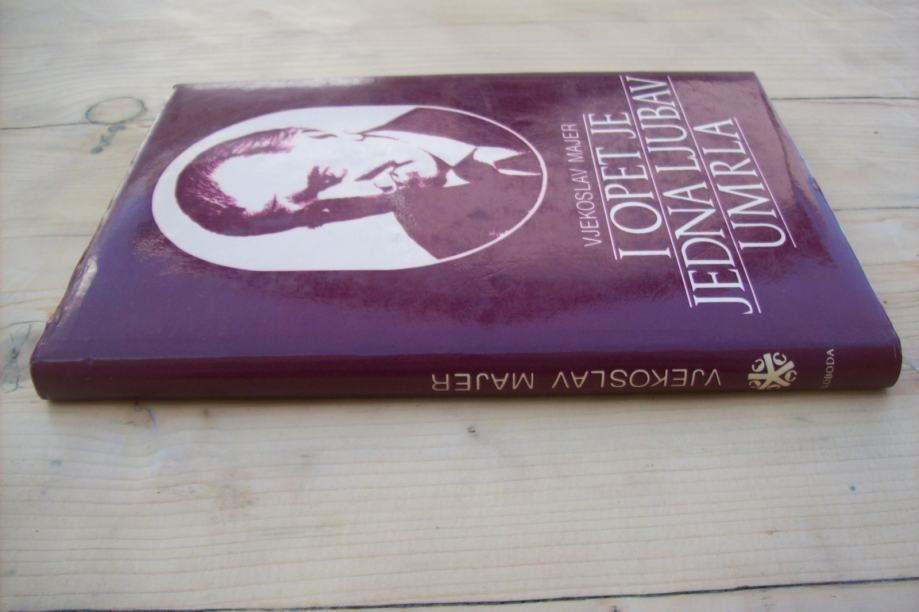 VJEKOSLAV MAJER
I OPET JE
JEDNA LJUBAV
UMRLA
VJEKOSLAV MAJER